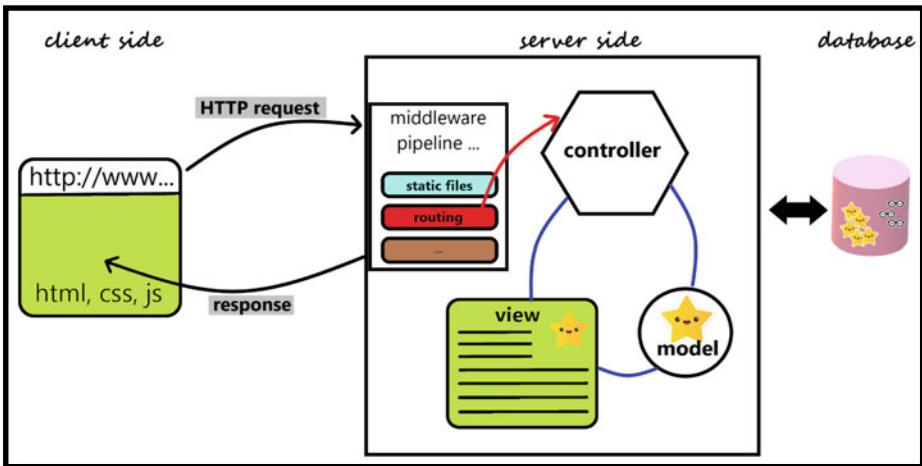 client side
server side
database
HTTP request
middleware
pipeline ...
static files
routing
...
controller
http://www...
html, css, js
response
view
model